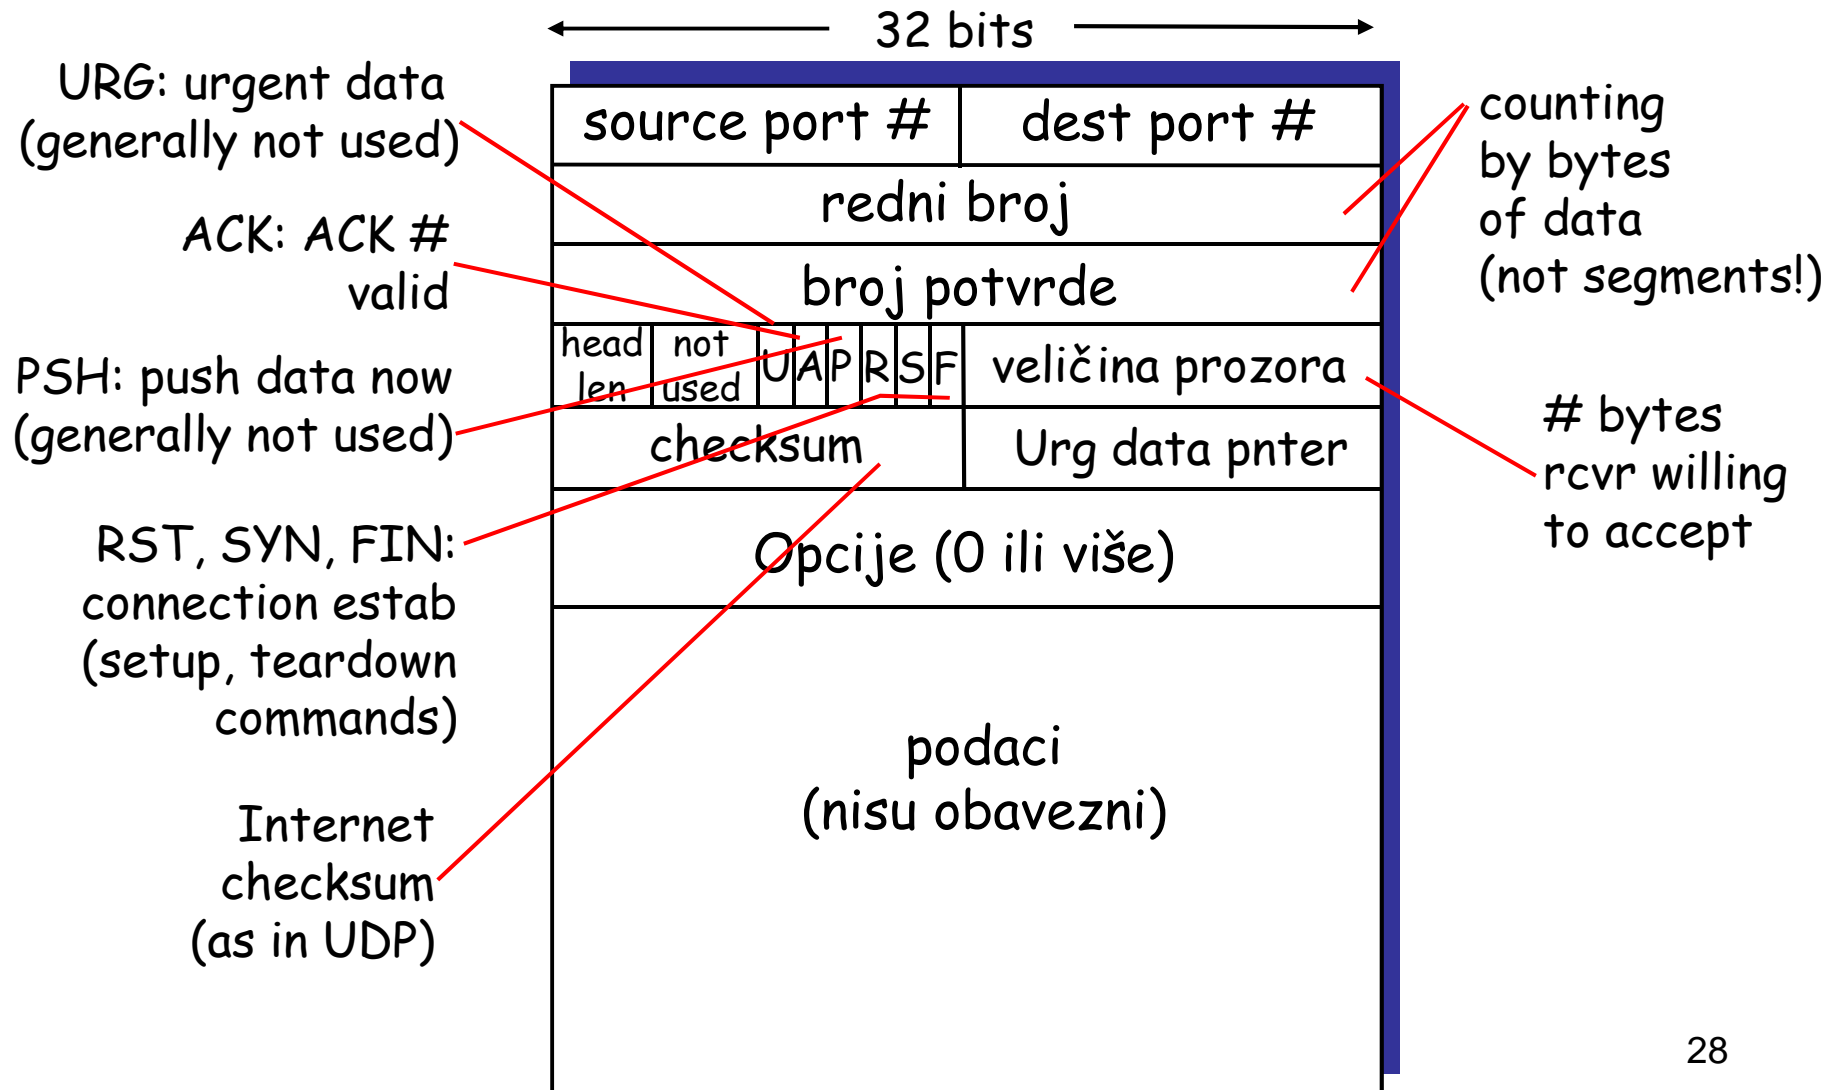 32 bits
URG: urgent data
(generally not used)
ACK: ACK #
valid
PSH: push data now
(generally not used)
RST, SYN, FIN:
connection estab
(setup, teardown
commands)
Internet
checksum
(as in UDP)
source port #
dest port #
redni broj
broj potvrde
head
len
not
used
U
A
P
R
S
F
veličina prozora
checksum
Urg data pnter
Opcije (0 ili više)
podaci
(nisu obavezni)
counting
by bytes
of data
(not segments!)
# bytes
rcvr willing
to accept
28